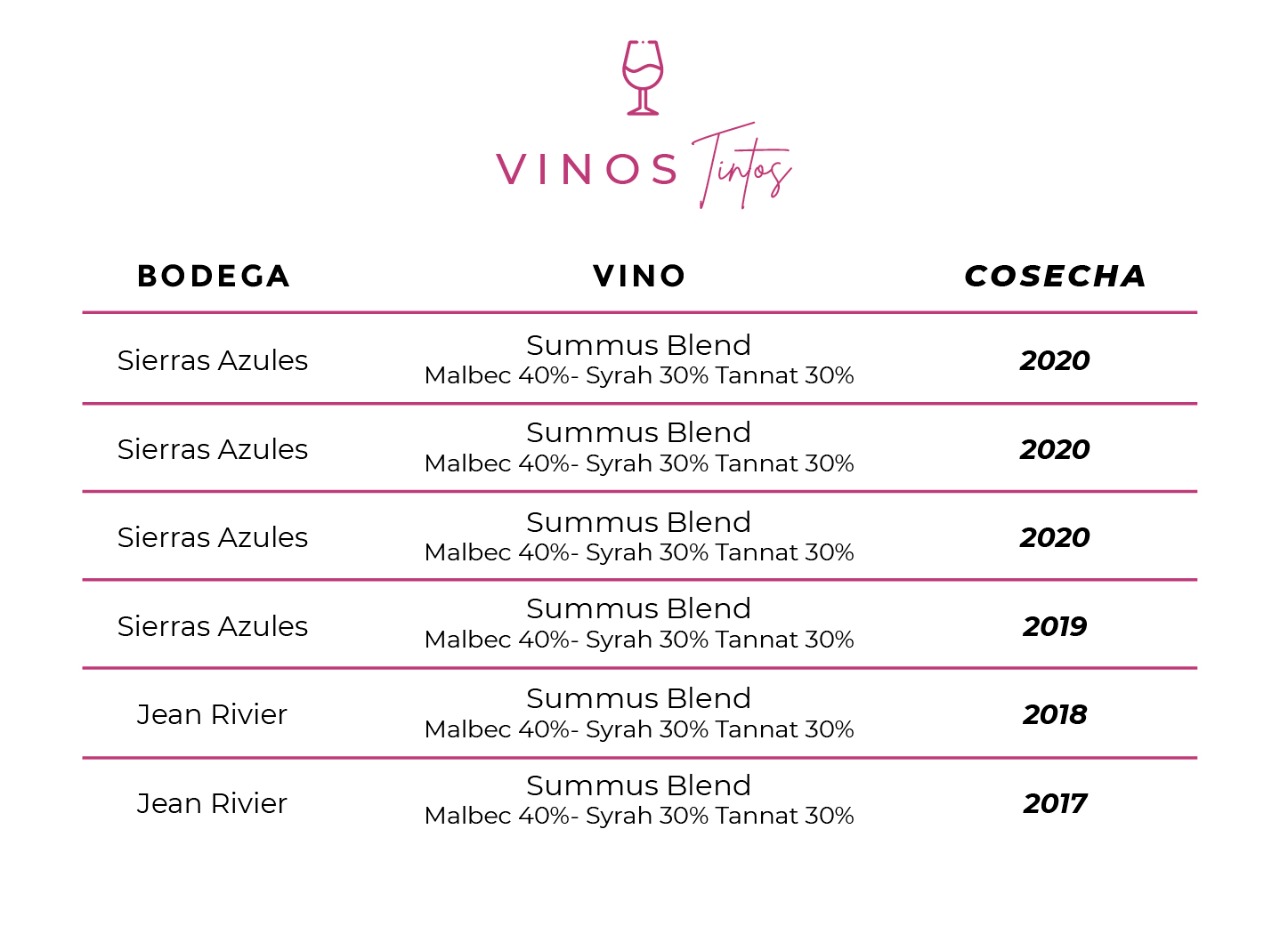 VINOS Tintos
BODEGA VINO COSECHA
Summus Blend
Sierras Azules 2020
Malbec 40%- Syrah 30% Tannat 30%
Summus Blend
Sierras Azules 2020
Malbec 40%- Syrah 30% Tannat 30%
Summus Blend
Sierras Azules 2020
Malbec 40%- Syrah 30% Tannat 30%
Summus Blend
Sierras Azules 2019
Malbec 40%- Syrah 30% Tannat 30%
Summus Blend
Jean Rivier 2018
Malbec 40%- Syrah 30% Tannat 30%
Summus Blend
Jean Rivier 2017
Malbec 40%- Syrah 30% Tannat 30%